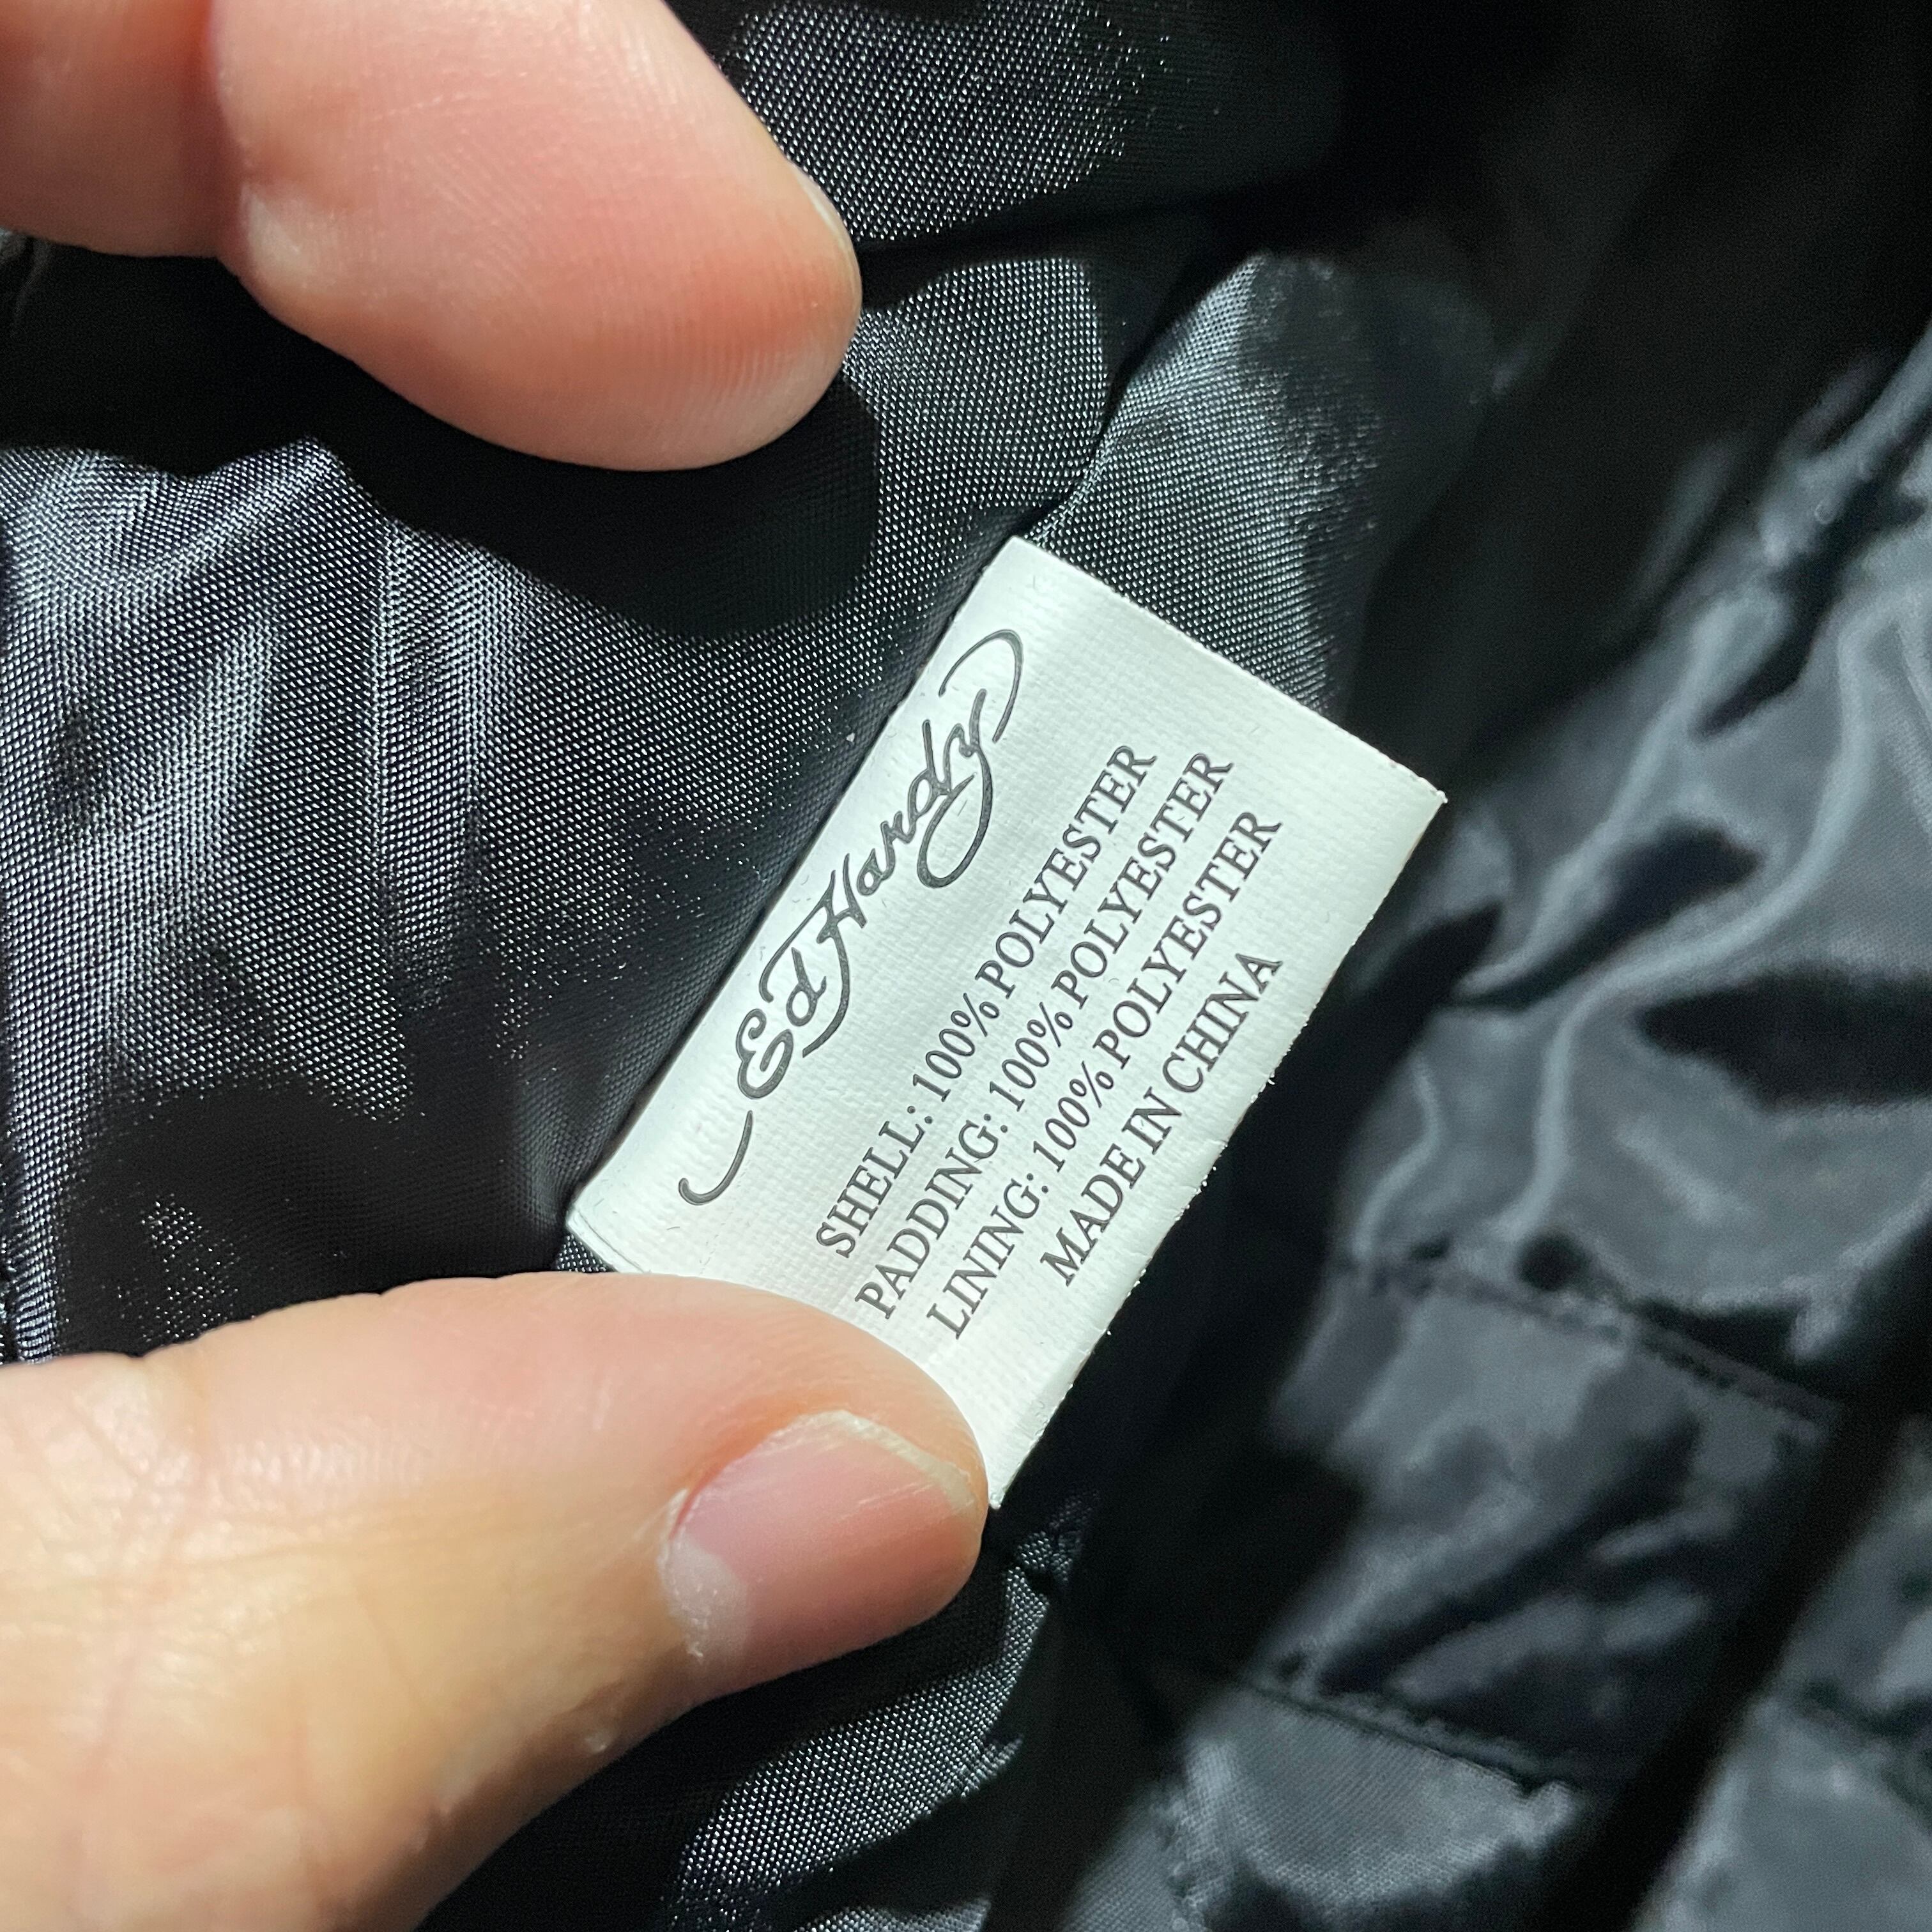 Ed Hardy
SHELL: 100% POLYESTER
PADDING: 100% POLYESTER
LINING: 100% POLYESTER
MADE IN CHINA